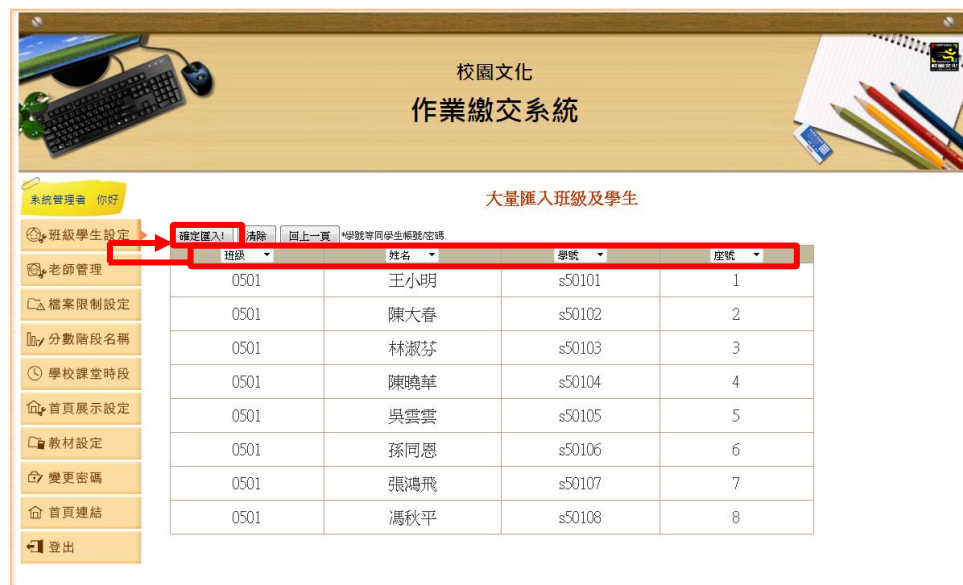 校園文化
作業繳交系統
校園文化
系統管理者 你好
大量匯入班級及學生
班級學生設定
老師管理
檔案限制設定
分數階段名稱
學校課堂時段
首頁展示設定
教材設定
變更密碼
首頁連結
登出
確定匯入! 清除 回上一頁 *學號等同學生帳號/密碼.
班級 姓名 學號 座號
0501 王小明 s50101 1
0501 陳大春 s50102 2
0501 林淑芬 s50103 3
0501 陳曉華 s50104 4
0501 吳雲雲 s50105 5
0501 孫同恩 s50106 6
0501 張鴻飛 s50107 7
0501 馮秋平 s50108 8